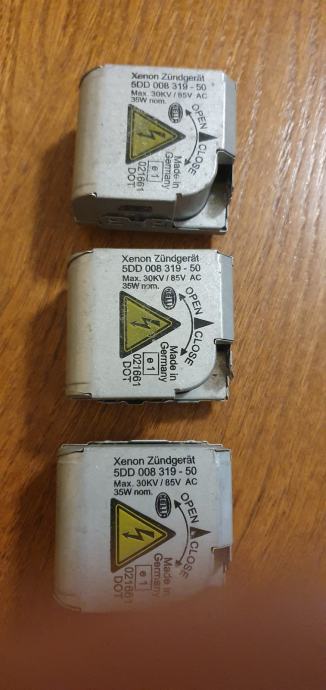 Xenon Zündgerät
5DD 008 319 - 50
Max. 30KV / 85V AC
35W nom.
HELLA
OPEN CLOSE
Made in
Germany
e 1
021661
DOT
Xenon Zündgerät
5DD 008 319 - 50
Max. 30KV / 85V AC
35W nom.
HELLA
OPEN CLOSE
Made in
Germany
e 1
021661
DOT
Xenon Zündgerät
5DD 008 319 - 50
Max. 30KV / 85V AC
35W nom.
HELLA
OPEN CLOSE
Made in
Germany
e 1
021661
DOT